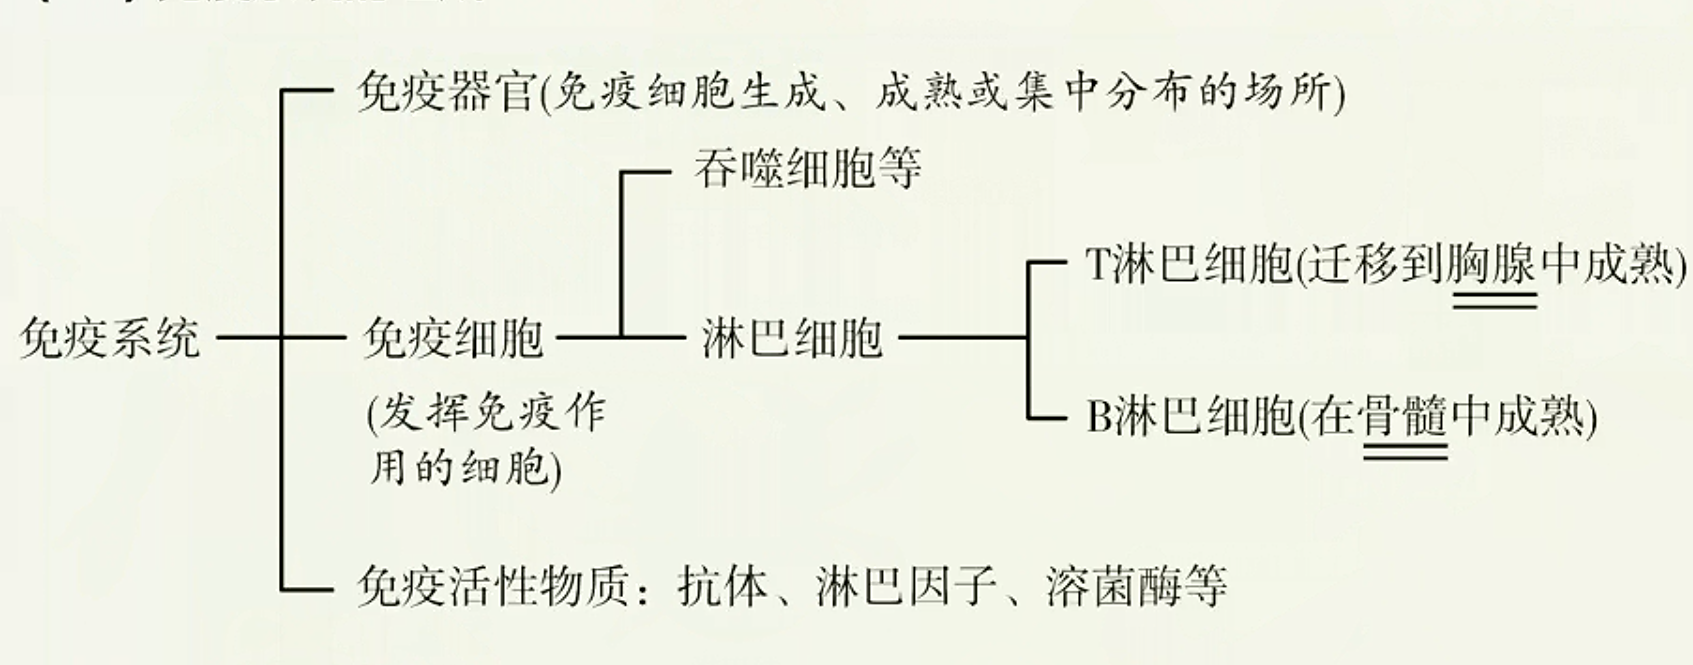 免疫器官(免疫细胞生成、成熟或集中分布的场所)
吞噬细胞等
T淋巴细胞(迁移到胸腺中成熟)
免疫系统
免疫细胞
淋巴细胞
(发挥免疫作
用的细胞)
B淋巴细胞(在骨髓中成熟)
免疫活性物质：抗体、淋巴因子、溶菌酶等